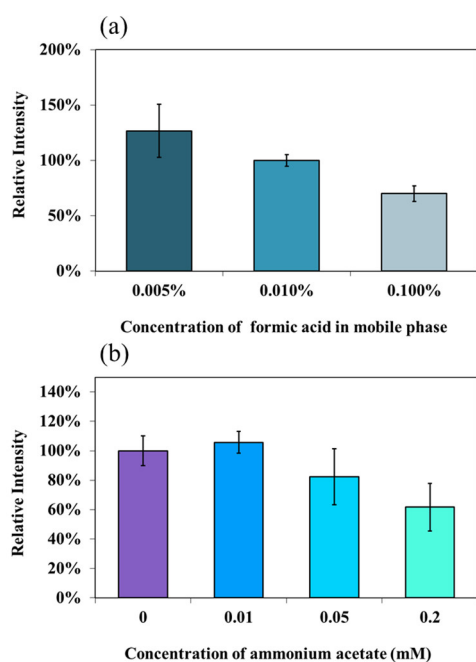 (a)
200%
150%
100%
50%
0%
Relative Intensity
0.005% 0.010% 0.100%
Concentration of formic acid in mobile phase
(b)
140%
120%
100%
80%
60%
40%
20%
0%
Relative Intensity
0 0.01 0.05 0.2
Concentration of ammonium acetate (mM)